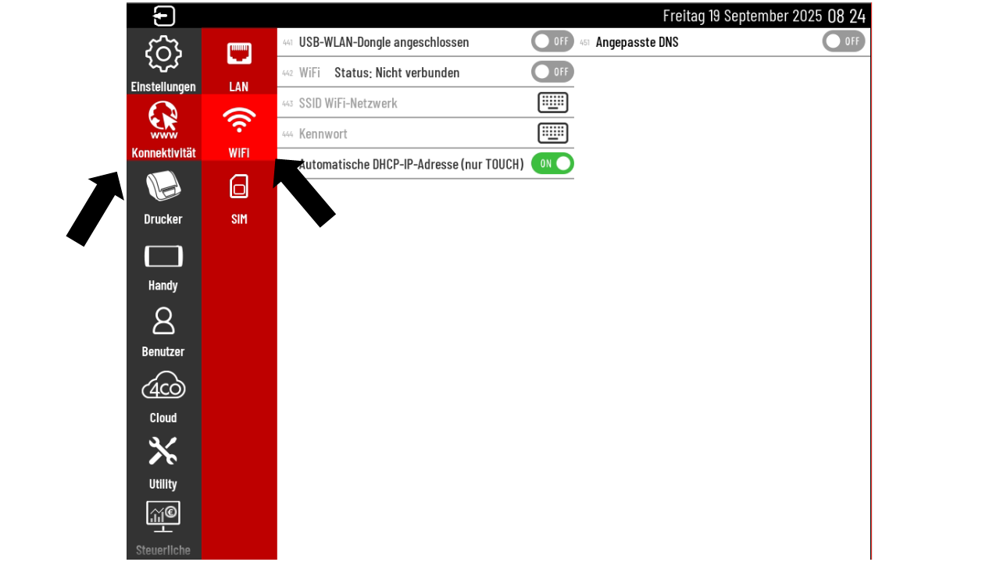 Freitag 19 September 2025 08 24
Einstellungen
WWW
Konnektivität
Drucker
Handy
Benutzer
4CO
Cloud
Utility
€
Steuerliche
LAN
WIFI
SIM
441 USB-WLAN-Dongle angeschlossen OFF
442 WiFi Status: Nicht verbunden OFF
443 SSID WiFi-Netzwerk
444 Kennwort
Automatische DHCP-IP-Adresse (nur TOUCH) ON
451 Angepasste DNS OFF